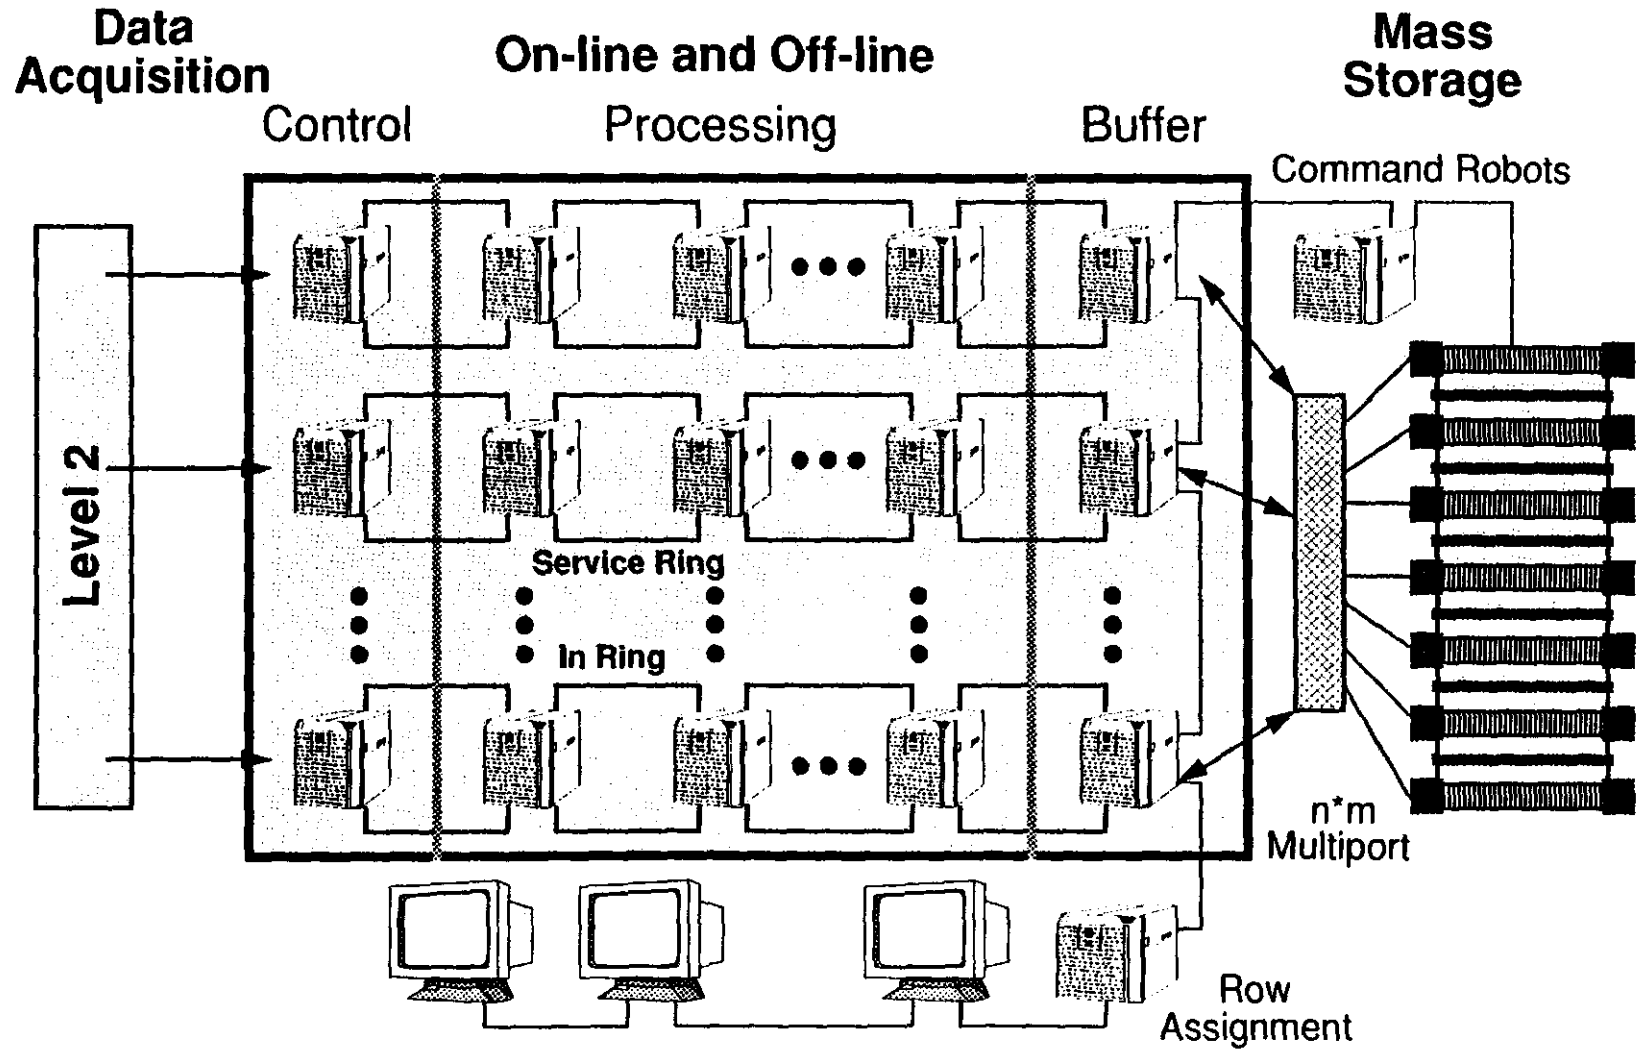 Data
Acquisition
On-line and Off-line
Mass
Storage
Control
Processing
Buffer
Command Robots
Level 2
Service Ring
In Ring
n*m
Multiport
Row
Assignment